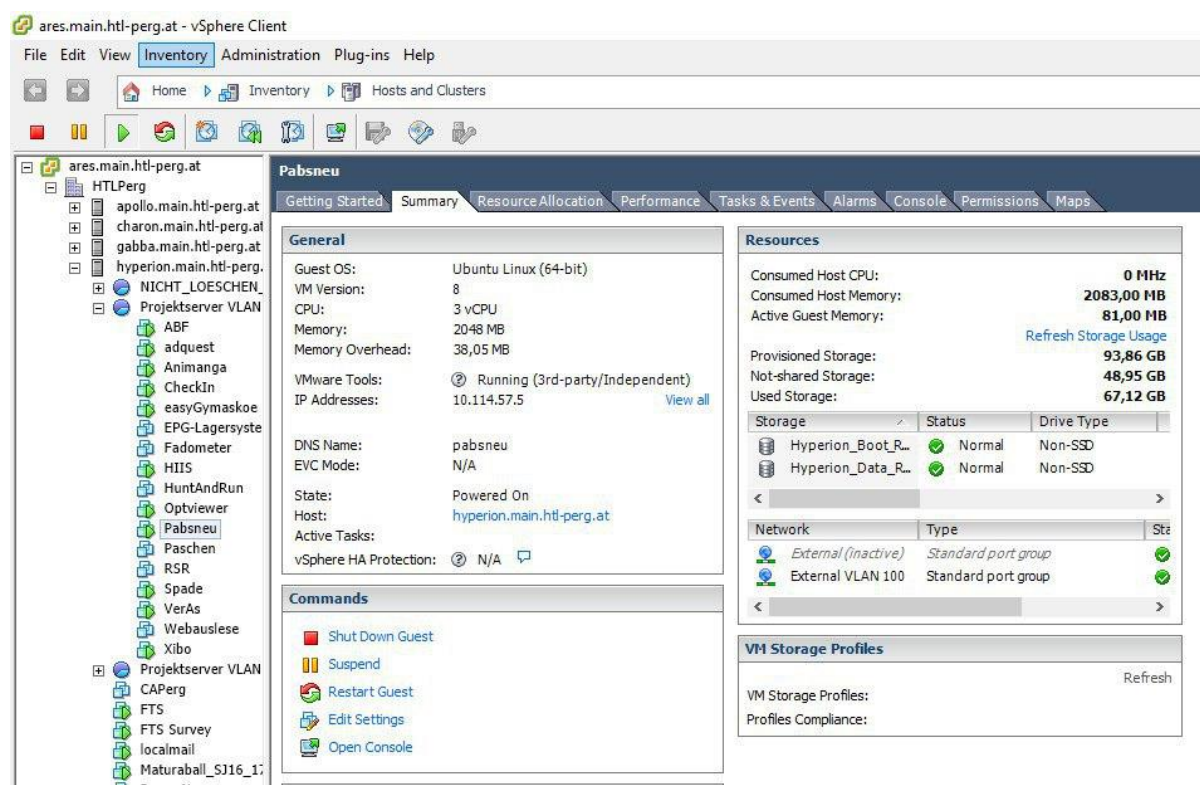 ares.main.htl-perg.at - vSphere Client
File Edit View Inventory Administration Plug-ins Help
Home Inventory Hosts and Clusters
ares.main.htl-perg.at
HTLPerg
apollo.main.htl-perg.at
charon.main.htl-perg.at
gabba.main.htl-perg.at
hyperion.main.htl-perg.
NICHT_LOESCHEN_
Projektserver VLAN
ABF
adquest
Animanga
CheckIn
easyGymaskoe
EPG-Lagersyste
Fadometer
HIIS
HuntAndRun
Optviewer
Pabsneu
Paschen
RSR
Spade
VerAs
Webauslese
Xibo
Projektserver VLAN
CAPerg
FTS
FTS Survey
localmail
Maturaball_SJ16_17
Pabsneu
Getting Started Summary Resource Allocation Performance Tasks & Events Alarms Console Permissions Maps
General
Guest OS: Ubuntu Linux (64-bit)
VM Version: 8
CPU: 3 vCPU
Memory: 2048 MB
Memory Overhead: 38,05 MB
VMware Tools: Running (3rd-party/Independent)
IP Addresses: 10.114.57.5 View all
DNS Name: pabsneu
EVC Mode: N/A
State: Powered On
Host: hyperion.main.htl-perg.at
Active Tasks:
vSphere HA Protection: N/A
Commands
Shut Down Guest
Suspend
Restart Guest
Edit Settings
Open Console
Resources
Consumed Host CPU: 0 MHz
Consumed Host Memory: 2083,00 MB
Active Guest Memory: 81,00 MB
Refresh Storage Usage
Provisioned Storage: 93,86 GB
Not-shared Storage: 48,95 GB
Used Storage: 67,12 GB
Storage Status Drive Type
Hyperion_Boot_R... Normal Non-SSD
Hyperion_Data_R... Normal Non-SSD
Network Type Sta
External (inactive) Standard port group
External VLAN 100 Standard port group
VM Storage Profiles
Refresh
VM Storage Profiles:
Profiles Compliance: